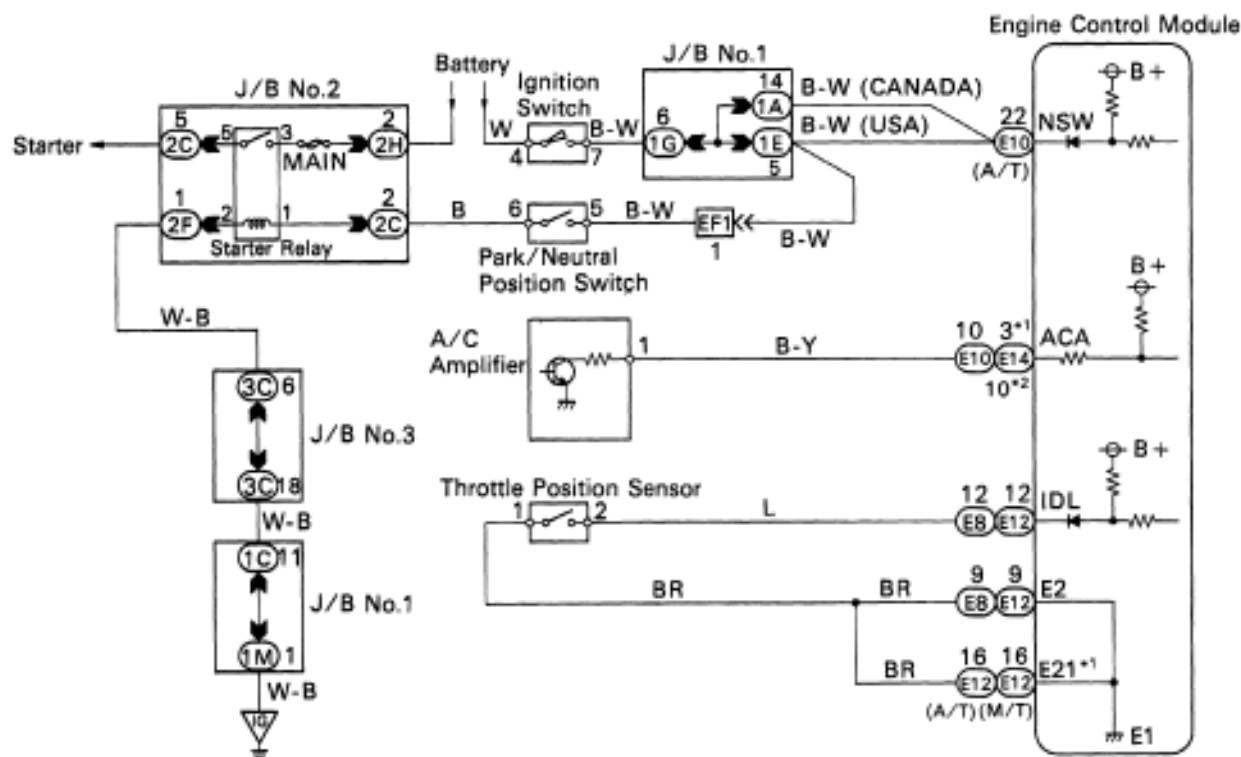 Engine Control Module
J/B No.2
Battery
Ignition
Switch
J/B No.1
14
1A
B-W (CANADA)
B+
Starter
5
2C
5
3
MAIN
2
2H
W
4
7
B-W
6
1G
1E
5
B-W (USA)
22
E10
(A/T)
NSW
1
2F
2
1
Starter Relay
2
2C
B
6
5
Park/Neutral
Position Switch
B-W
EF1
1
B-W
W-B
A/C
Amplifier
1
B-Y
10
E10
3*1
E14
10*2
ACA
B+
3C 6
J/B No.3
3C 18
W-B
Throttle Position Sensor
1
2
L
12
E8
12
E12
IDL
B+
1C 11
J/B No.1
1M 1
W-B
BR
BR
9
E8
9
E12
E2
BR
16
E12
16
E12
E21*1
(A/T) (M/T)
E1